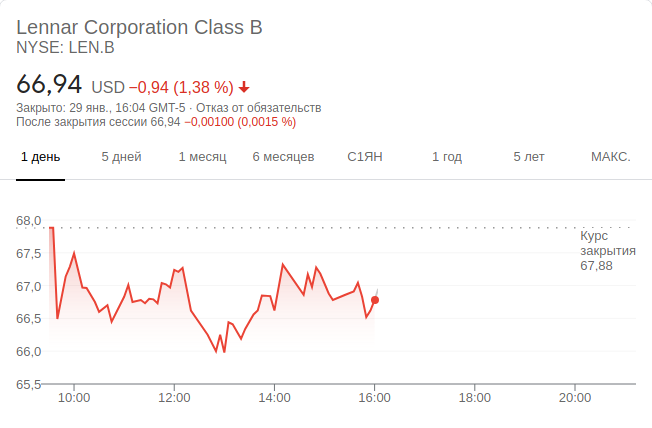 Lennar Corporation Class B
NYSE: LEN.B
66,94 USD −0,94 (1,38 %)
Закрыто: 29 янв., 16:04 GMT-5 · Отказ от обязательств
После закрытия сессии 66,94 −0,00100 (0,0015 %)
1 день 5 дней 1 месяц 6 месяцев С1ЯН 1 год 5 лет МАКС.
68,0
Курс
закрытия
67,88
67,5
67,0
66,5
66,0
65,5
10:00 12:00 14:00 16:00 18:00 20:00